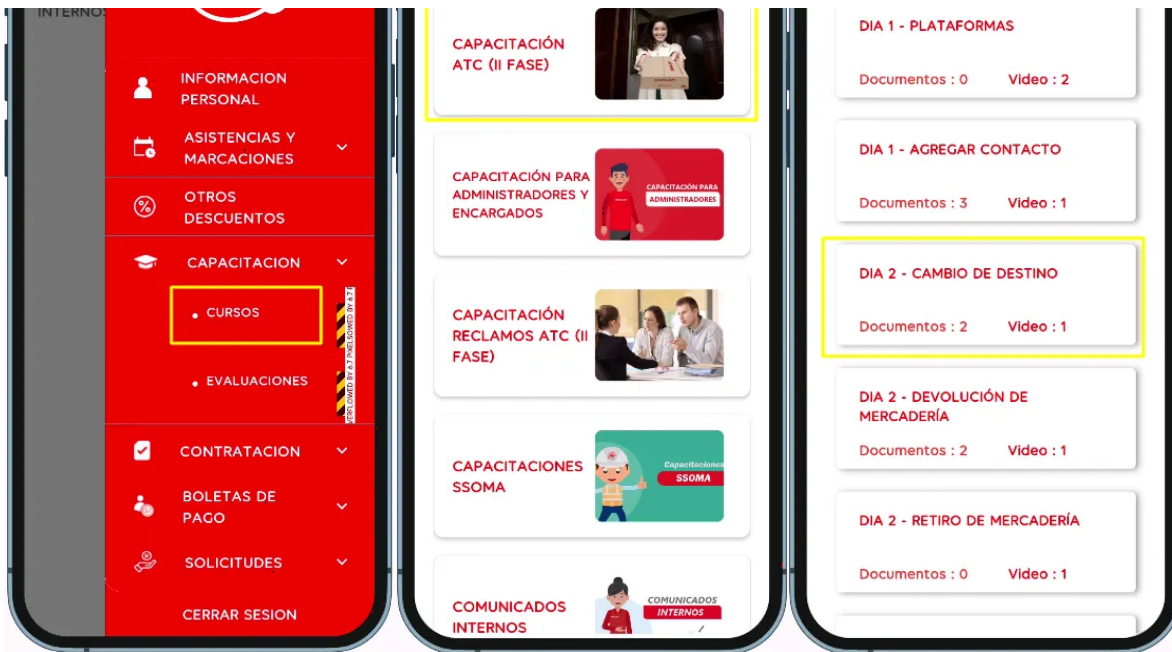 INTERNOS
INFORMACION
PERSONAL
ASISTENCIAS Y
MARCACIONES
OTROS
DESCUENTOS
CAPACITACION
CURSOS
EVALUACIONES
CONTRATACION
BOLETAS DE
PAGO
SOLICITUDES
CERRAR SESION
CAPACITACIÓN
ATC (II FASE)
CAPACITACIÓN PARA
ADMINISTRADORES Y
ENCARGADOS
CAPACITACIÓN PARA
ADMINISTRADORES
CAPACITACIÓN
RECLAMOS ATC (II
FASE)
CAPACITACIONES
SSOMA
Capacitaciones
SSOMA
COMUNICADOS
INTERNOS
COMUNICADOS
INTERNOS
DIA 1 - PLATAFORMAS
Documentos : 0 Video : 2
DIA 1 - AGREGAR CONTACTO
Documentos : 3 Video : 1
DIA 2 - CAMBIO DE DESTINO
Documentos : 2 Video : 1
DIA 2 - DEVOLUCIÓN DE
MERCADERÍA
Documentos : 2 Video : 1
DIA 2 - RETIRO DE MERCADERÍA
Documentos : 0 Video : 1